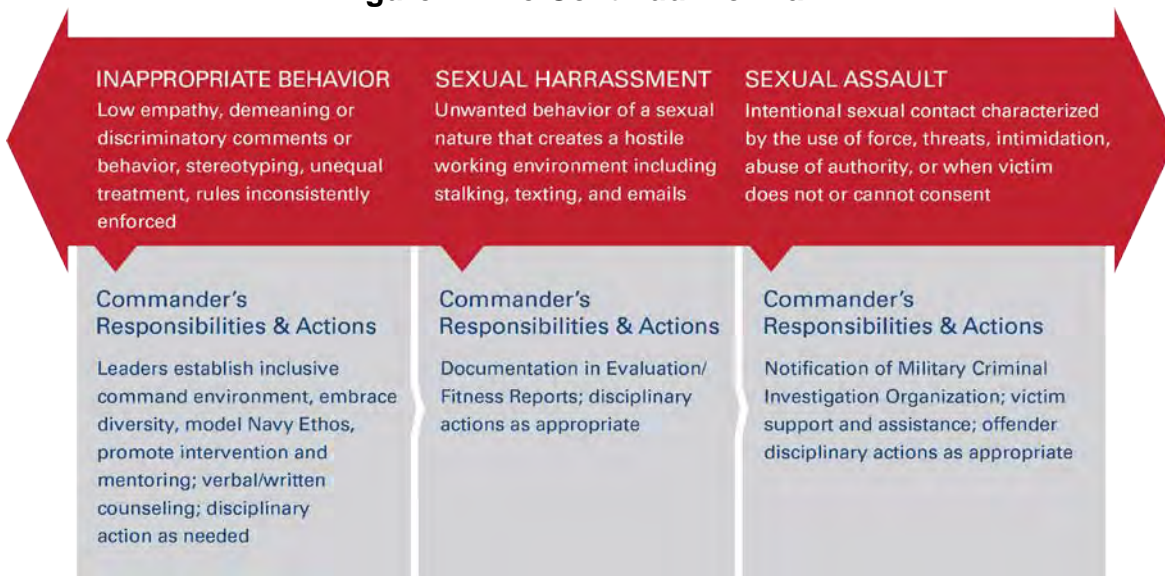 INAPPROPRIATE BEHAVIOR
Low empathy, demeaning or
discriminatory comments or
behavior, stereotyping, unequal
treatment, rules inconsistently
enforced
SEXUAL HARRASSMENT
Unwanted behavior of a sexual
nature that creates a hostile
working environment including
stalking, texting, and emails
SEXUAL ASSAULT
Intentional sexual contact characterized
by the use of force, threats, intimidation,
abuse of authority, or when victim
does not or cannot consent
Commander's
Responsibilities & Actions
Leaders establish inclusive
command environment, embrace
diversity, model Navy Ethos,
promote intervention and
mentoring; verbal/written
counseling; disciplinary
action as needed
Commander's
Responsibilities & Actions
Documentation in Evaluation/
Fitness Reports; disciplinary
actions as appropriate
Commander's
Responsibilities & Actions
Notification of Military Criminal
Investigation Organization; victim
support and assistance; offender
disciplinary actions as appropriate